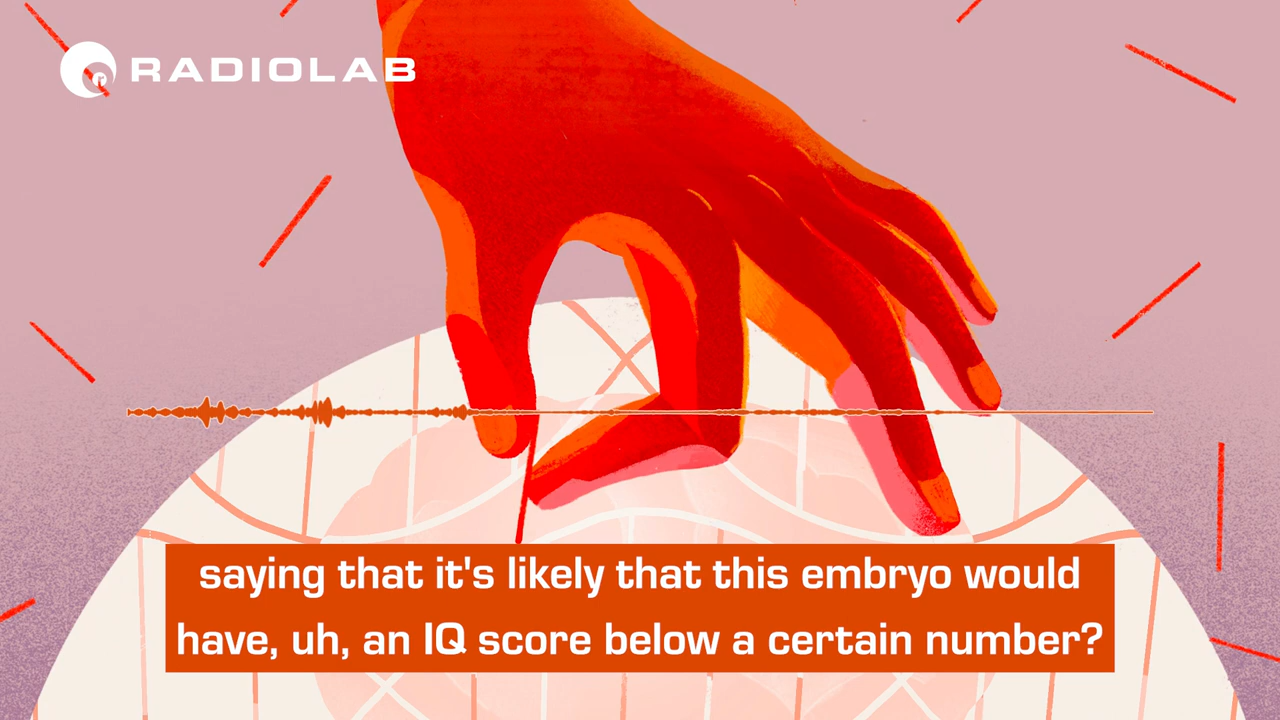 RADIOLAB
saying that it's likely that this embryo would
have, uh, an IQ score below a certain number?